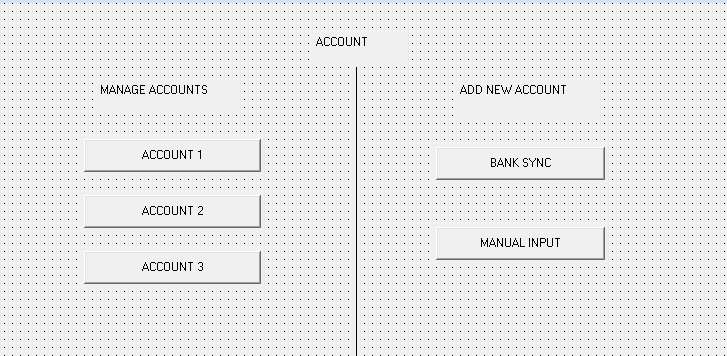 ACCOUNT
MANAGE ACCOUNTS
ACCOUNT 1
ACCOUNT 2
ACCOUNT 3
ADD NEW ACCOUNT
BANK SYNC
MANUAL INPUT